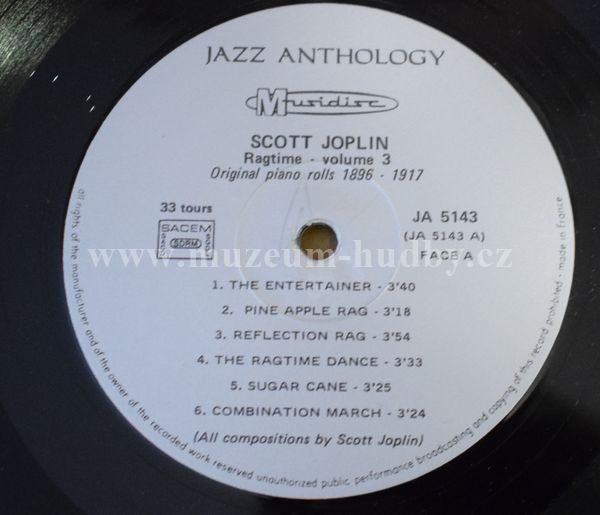 JAZZ ANTHOLOGY
Musidisc
SCOTT JOPLIN
Ragtime - volume 3
Original piano rolls 1896 - 1917
33 tours
SACEM
SDRM
JA 5143
(JA 5143 A)
FACE A
www.muzeum-hudby.cz
1. THE ENTERTAINER - 3'40
2. PINE APPLE RAG - 3'18
3. REFLECTION RAG - 3'54
4. THE RAGTIME DANCE - 3'33
5. SUGAR CANE - 3'25
6. COMBINATION MARCH - 3'24
(All compositions by Scott Joplin)
all rights of the manufacturer and of the owner of the recorded work reserved unauthorized public performance broadcasting and copying of this record prohibited - made in France